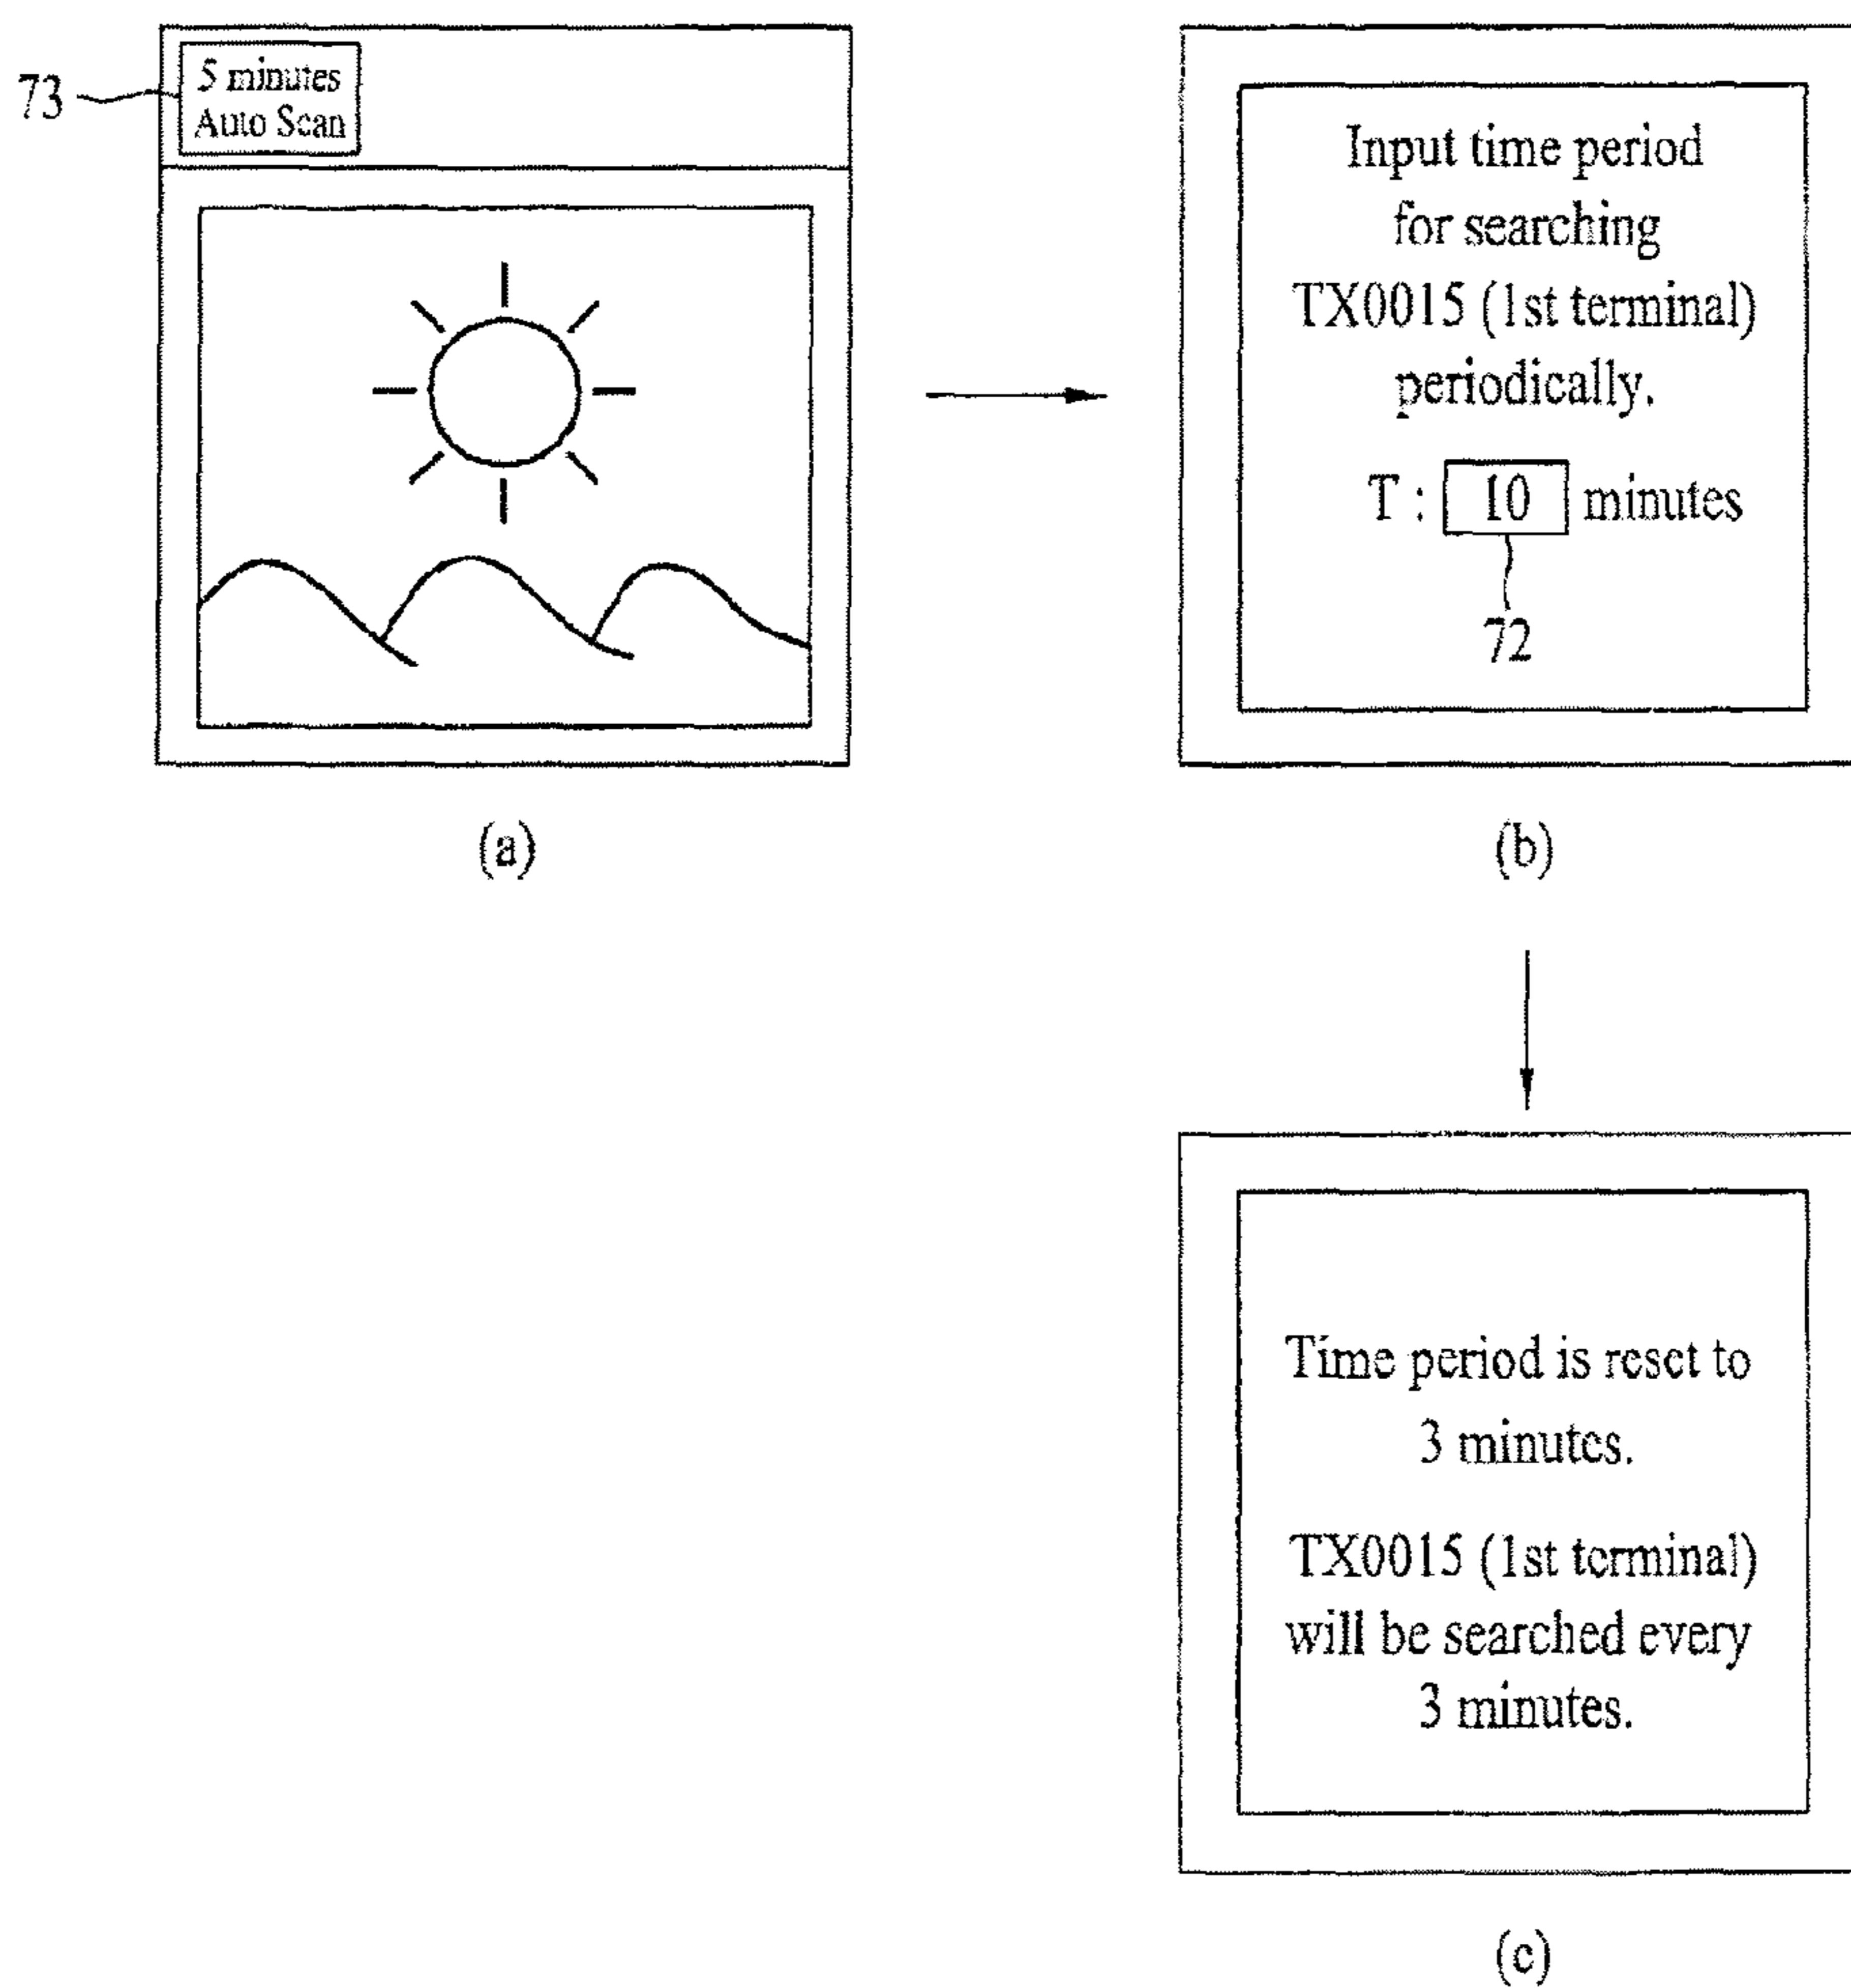 73
5 minutes
Auto Scan
(a)
Input time period
for searching
TX0015 (1st terminal)
periodically.
T : 10 minutes
72
(b)
Time period is reset to
3 minutes.
TX0015 (1st terminal)
will be searched every
3 minutes.
(c)